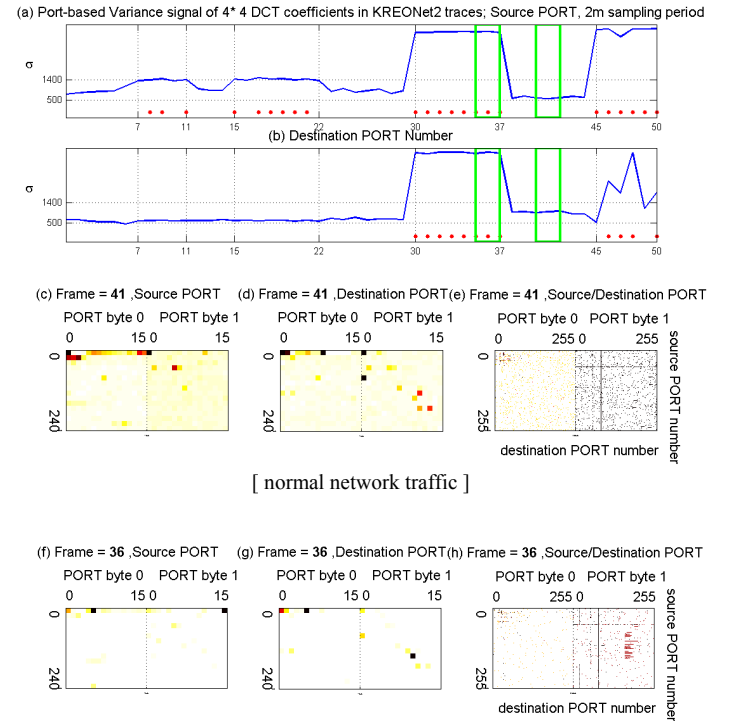 (a) Port-based Variance signal of 4* 4 DCT coefficients in KREONet2 traces; Source PORT, 2m sampling period
σ
1400
500
7 11 15 22 30 37 45 50
(b) Destination PORT Number
σ
1400
500
7 11 15 22 30 37 45 50
(c) Frame = 41 ,Source PORT (d) Frame = 41 ,Destination PORT (e) Frame = 41 ,Source/Destination PORT
PORT byte 0 PORT byte 1 PORT byte 0 PORT byte 1 PORT byte 0 PORT byte 1
0 15 0 15 0 15 0 15 0 255 0 255
0 240 0 240 0 255
source PORT number
destination PORT number
[ normal network traffic ]
(f) Frame = 36 ,Source PORT (g) Frame = 36 ,Destination PORT (h) Frame = 36 ,Source/Destination PORT
PORT byte 0 PORT byte 1 PORT byte 0 PORT byte 1 PORT byte 0 PORT byte 1
0 15 0 15 0 15 0 15 0 255 0 255
0 240 0 240 0 255
source PORT number
destination PORT number